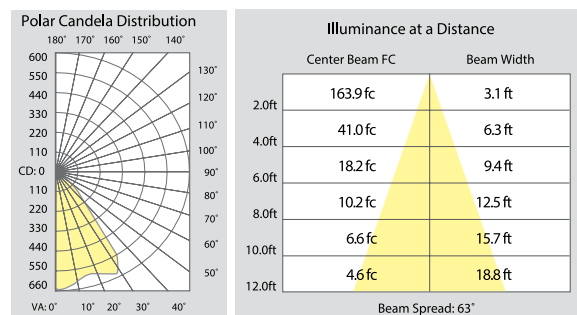 Polar Candela Distribution
180˚ 170˚ 160˚ 150˚ 140˚
600
550
440
330
220
110
CD: 0
110
220
330
440
550
660
130˚
120˚
110˚
100˚
90˚
80˚
70˚
60˚
50˚
VA: 0˚ 10˚ 20˚ 30˚ 40˚
Illuminance at a Distance
Center Beam FC Beam Width
2.0ft 163.9 fc 3.1 ft
4.0ft 41.0 fc 6.3 ft
6.0ft 18.2 fc 9.4 ft
8.0ft 10.2 fc 12.5 ft
10.0ft 6.6 fc 15.7 ft
12.0ft 4.6 fc 18.8 ft
Beam Spread: 63˚